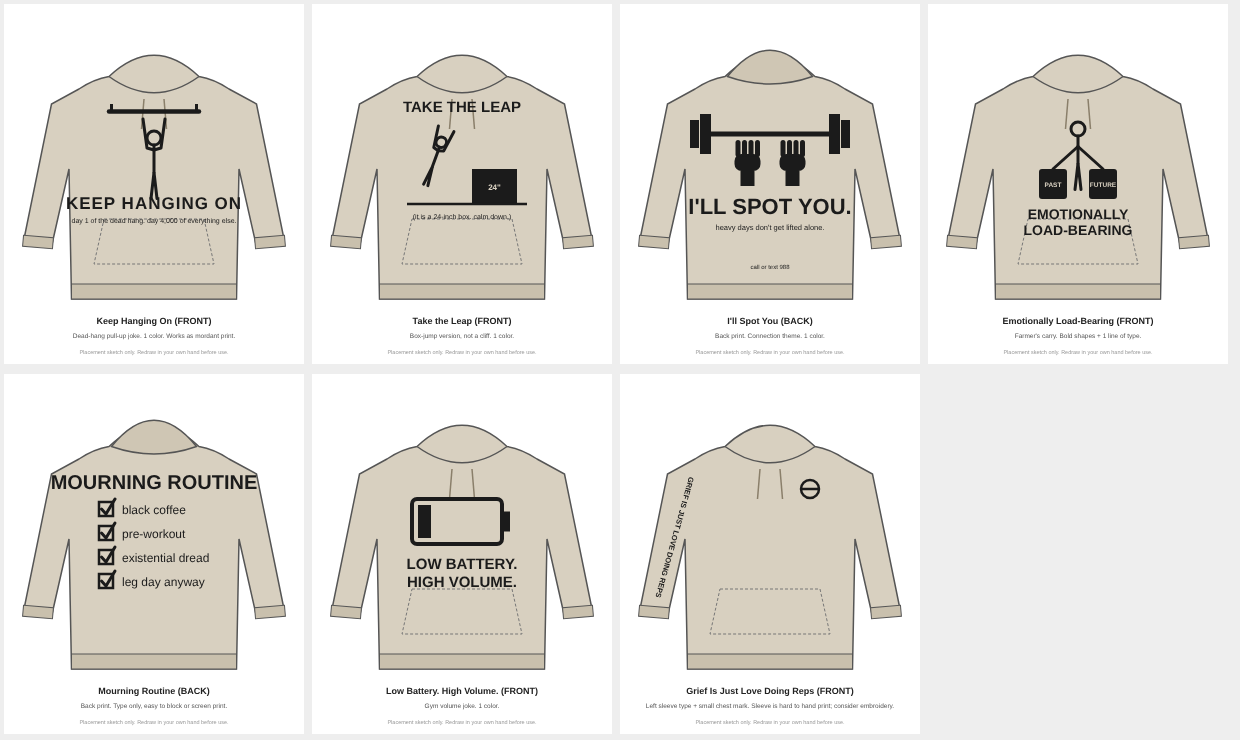 KEEP HANGING ON
day 1 of the dead hang. day 4,000 of everything else.
Keep Hanging On (FRONT)
Dead-hang pull-up joke. 1 color. Works as mordant print.
Placement sketch only. Redraw in your own hand before use.
TAKE THE LEAP
24"
(it is a 24-inch box. calm down.)
Take the Leap (FRONT)
Box-jump version, not a cliff. 1 color.
Placement sketch only. Redraw in your own hand before use.
I'LL SPOT YOU.
heavy days don't get lifted alone.
call or text 988
I'll Spot You (BACK)
Back print. Connection theme. 1 color.
Placement sketch only. Redraw in your own hand before use.
PAST
FUTURE
EMOTIONALLY
LOAD-BEARING
Emotionally Load-Bearing (FRONT)
Farmer's carry. Bold shapes + 1 line of type.
Placement sketch only. Redraw in your own hand before use.
MOURNING ROUTINE
black coffee
pre-workout
existential dread
leg day anyway
Mourning Routine (BACK)
Back print. Type only, easy to block or screen print.
Placement sketch only. Redraw in your own hand before use.
LOW BATTERY.
HIGH VOLUME.
Low Battery. High Volume. (FRONT)
Gym volume joke. 1 color.
Placement sketch only. Redraw in your own hand before use.
GRIEF IS JUST LOVE DOING REPS
Grief Is Just Love Doing Reps (FRONT)
Left sleeve type + small chest mark. Sleeve is hard to hand print; consider embroidery.
Placement sketch only. Redraw in your own hand before use.